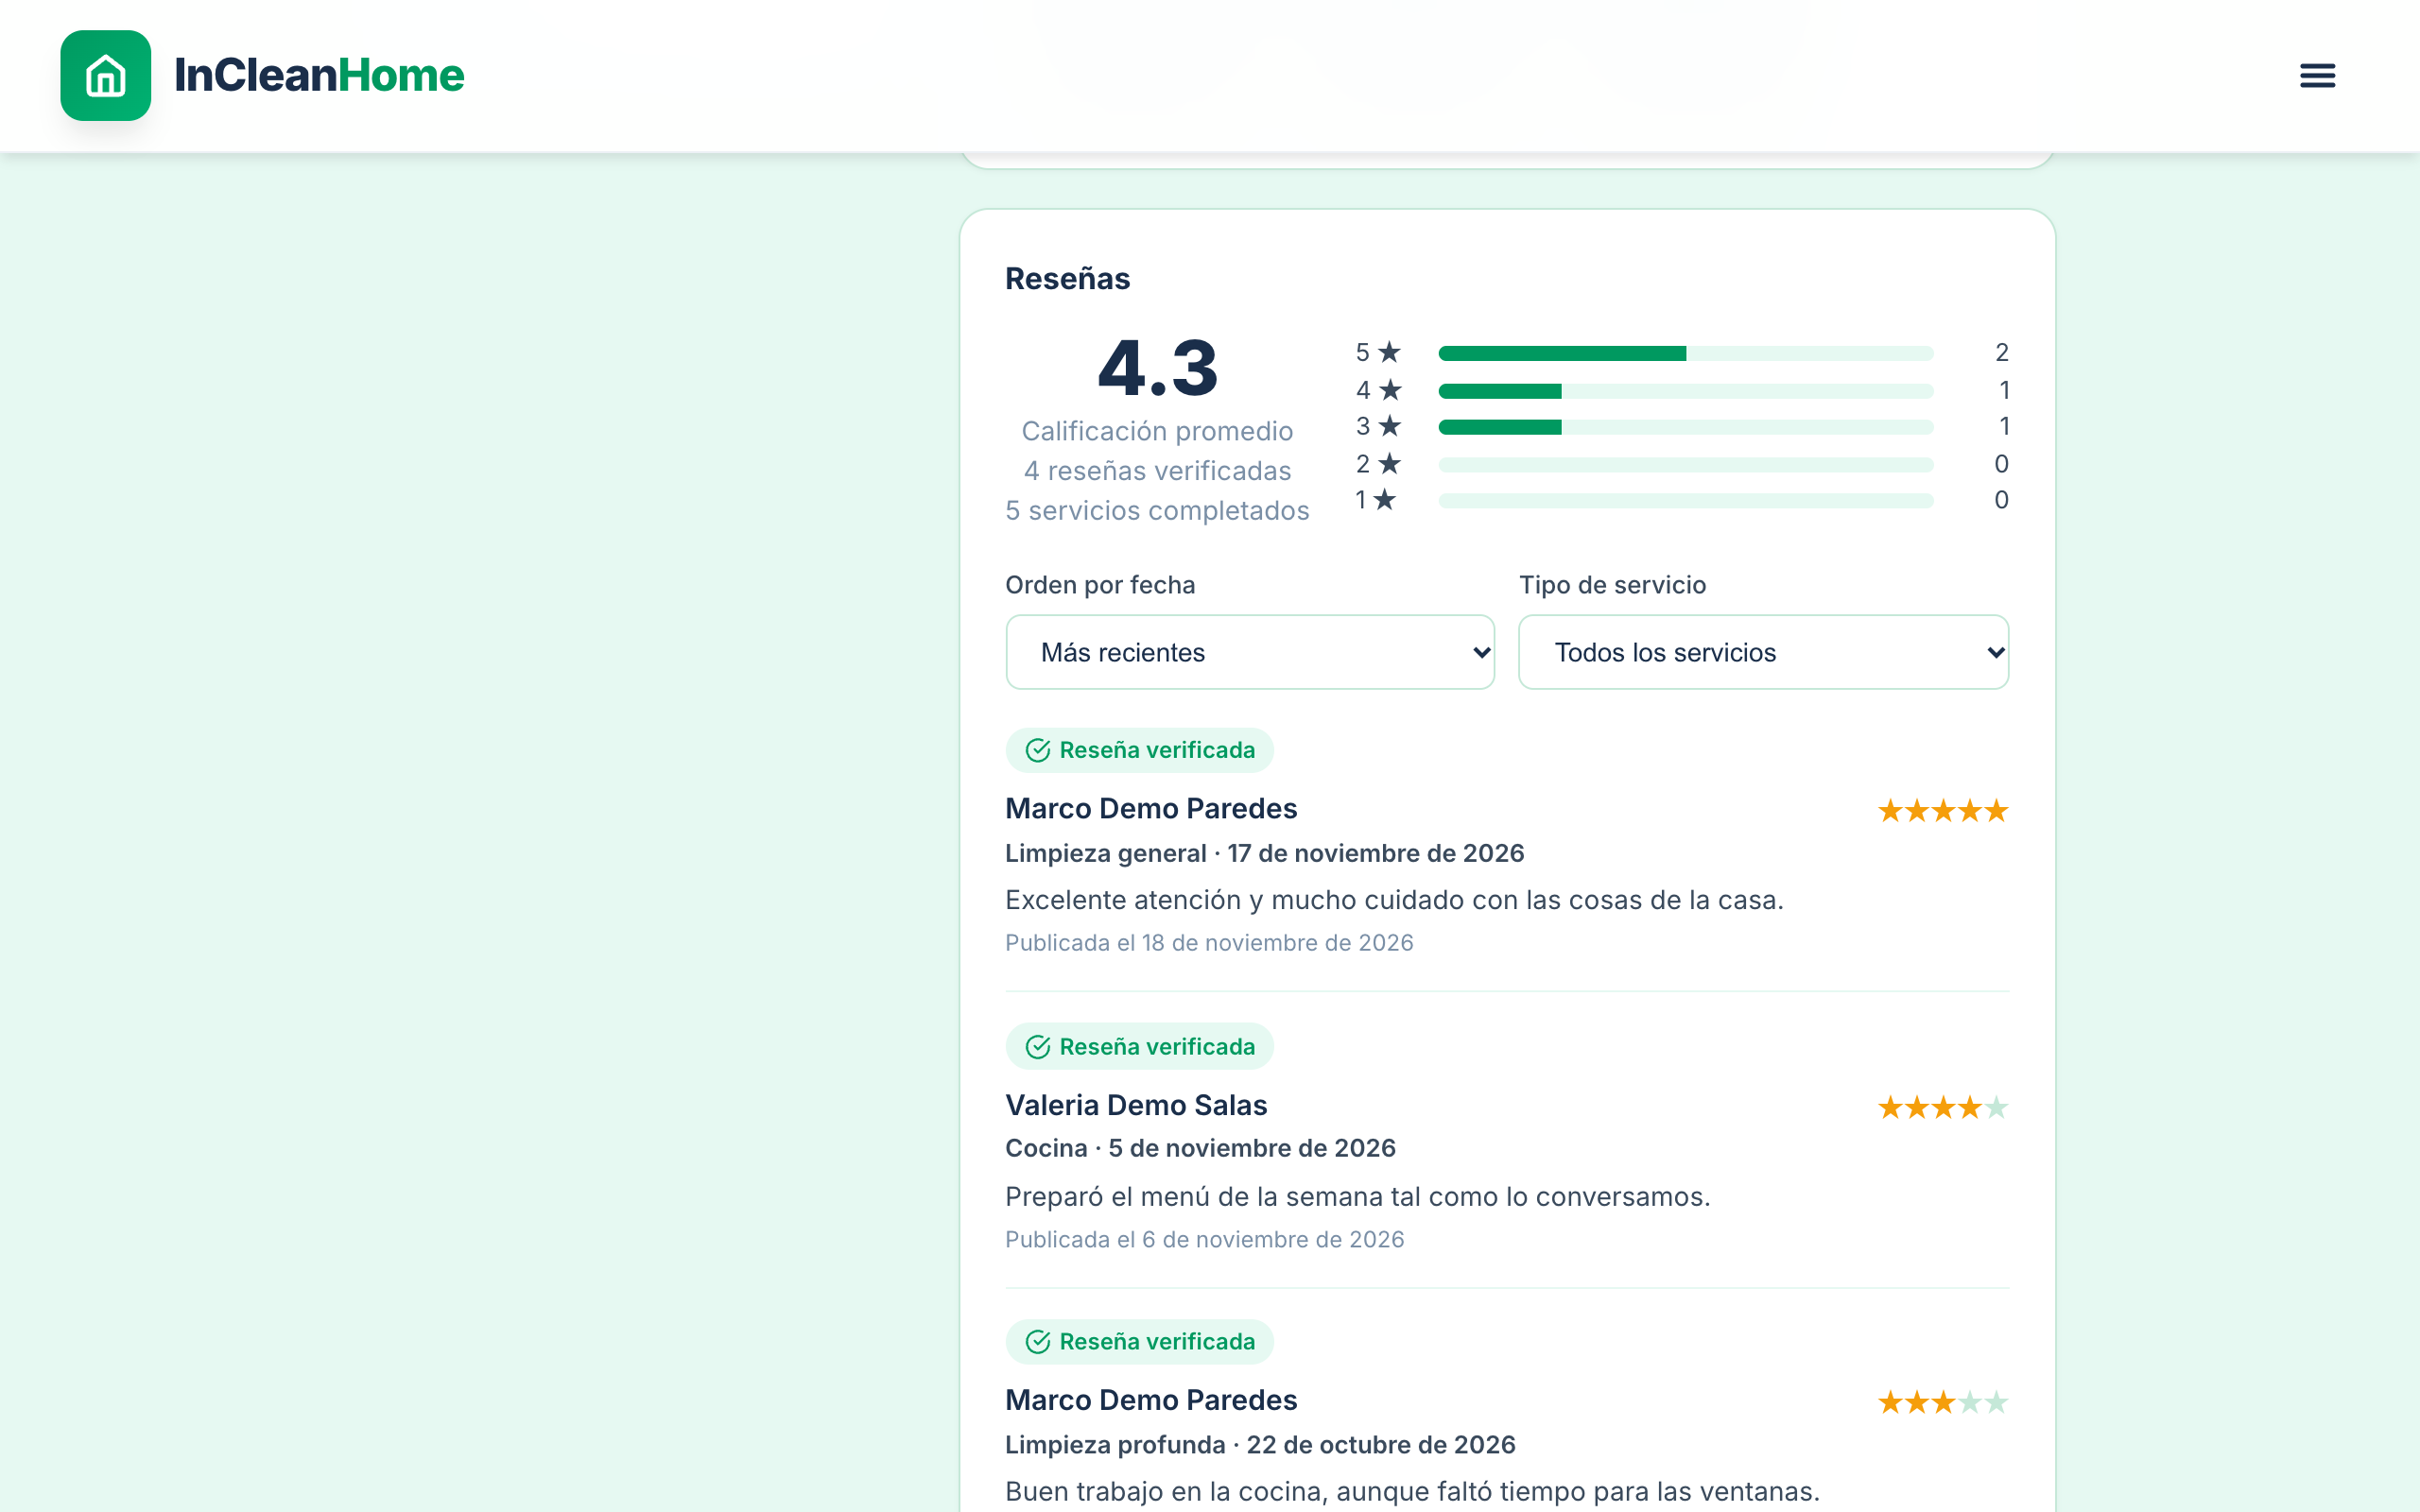 InCleanHome
Reseñas
4.3
Calificación promedio
4 reseñas verificadas
5 servicios completados
5 ★ 2
4 ★ 1
3 ★ 1
2 ★ 0
1 ★ 0
Orden por fecha
Más recientes
Tipo de servicio
Todos los servicios
Reseña verificada
Marco Demo Paredes
★★★★★
Limpieza general · 17 de noviembre de 2026
Excelente atención y mucho cuidado con las cosas de la casa.
Publicada el 18 de noviembre de 2026
Reseña verificada
Valeria Demo Salas
★★★★★
Cocina · 5 de noviembre de 2026
Preparó el menú de la semana tal como lo conversamos.
Publicada el 6 de noviembre de 2026
Reseña verificada
Marco Demo Paredes
★★★★★
Limpieza profunda · 22 de octubre de 2026
Buen trabajo en la cocina, aunque faltó tiempo para las ventanas.